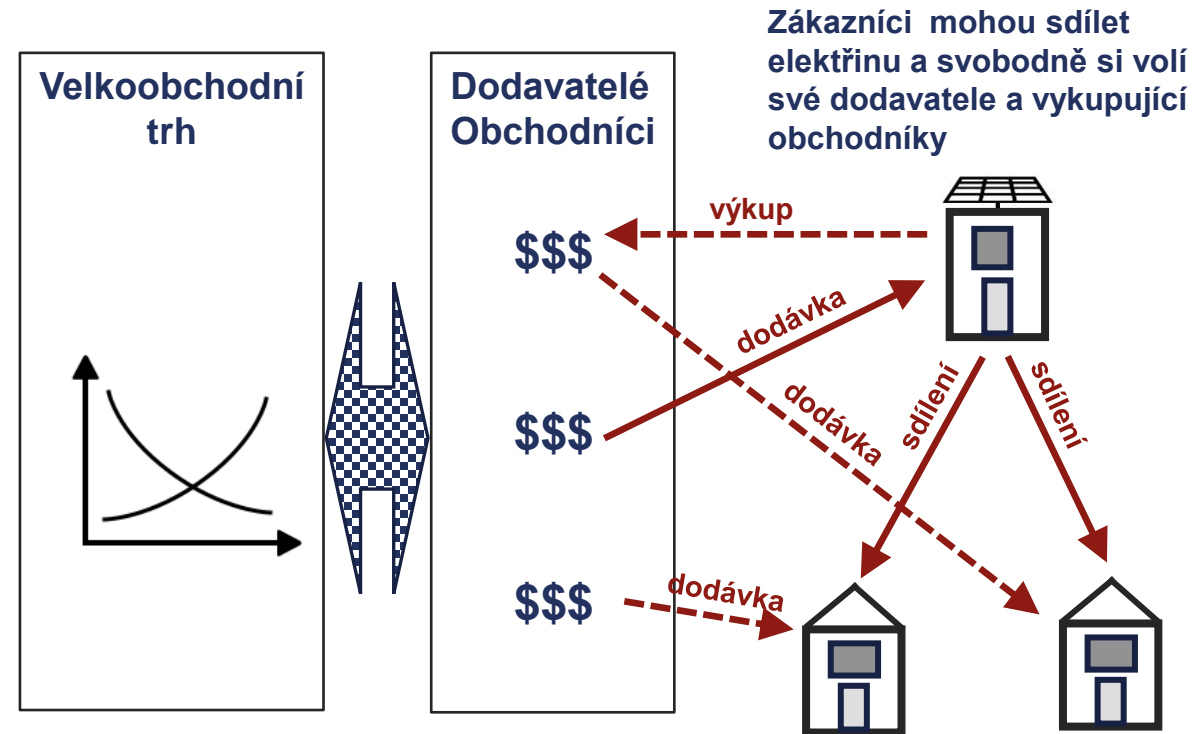 Zákazníci mohou sdílet
elektřinu a svobodně si volí
své dodavatele a vykupující
obchodníky
Velkoobchodní
trh
Dodavatelé
Obchodníci
výkup
$$$
dodávka
sdílení
sdílení
dodávka
$$$
$$$
dodávka